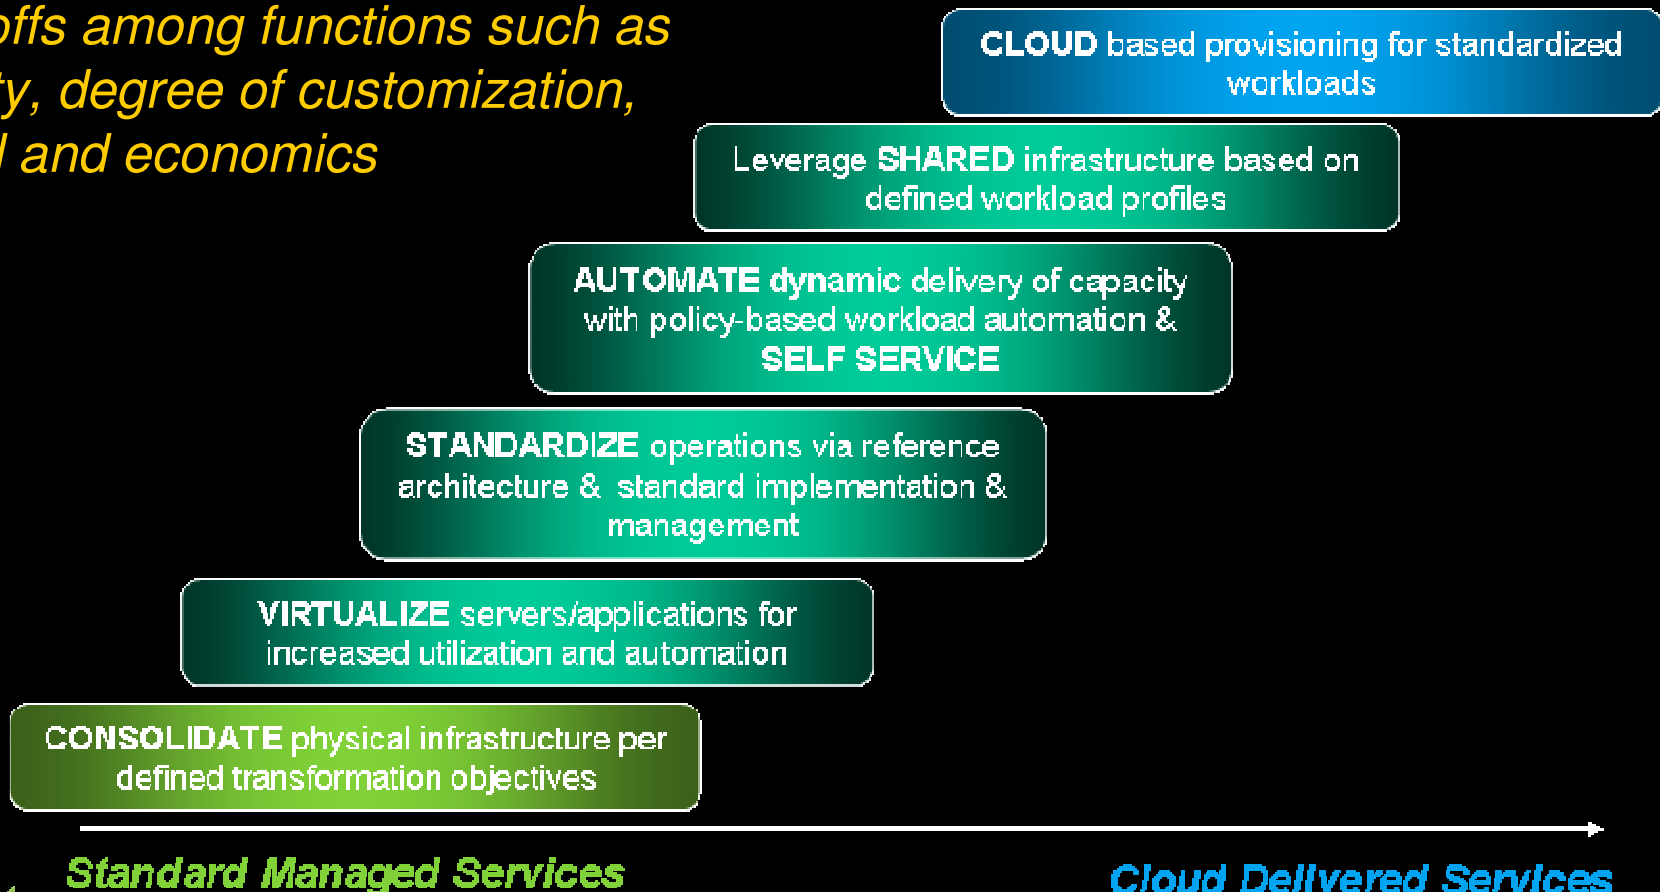 offs among functions such as
ty, degree of customization,
l and economics
CLOUD based provisioning for standardized
workloads
Leverage SHARED infrastructure based on
defined workload profiles
AUTOMATE dynamic delivery of capacity
with policy-based workload automation &
SELF SERVICE
STANDARDIZE operations via reference
architecture & standard implementation &
management
VIRTUALIZE servers/applications for
increased utilization and automation
CONSOLIDATE physical infrastructure per
defined transformation objectives
Standard Managed Services
Cloud Delivered Services